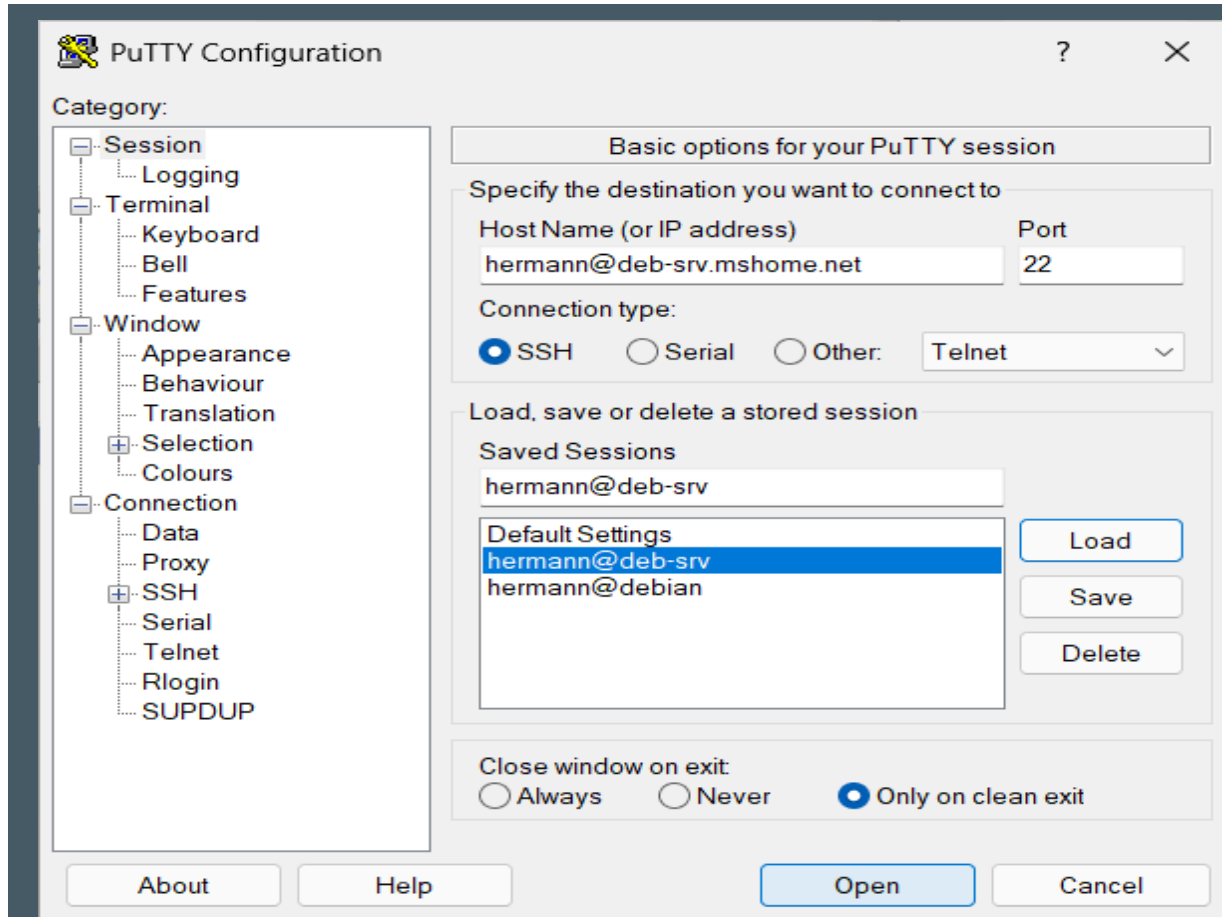 PuTTY Configuration
?
Category:
Session
Logging
Terminal
Keyboard
Bell
Features
Window
Appearance
Behaviour
Translation
Selection
Colours
Connection
Data
Proxy
SSH
Serial
Telnet
Rlogin
SUPDUP
Basic options for your PuTTY session
Specify the destination you want to connect to
Host Name (or IP address) Port
hermann@deb-srv.mshome.net 22
Connection type:
SSH Serial Other: Telnet
Load, save or delete a stored session
Saved Sessions
hermann@deb-srv
Default Settings
hermann@deb-srv
hermann@debian
Load
Save
Delete
Close window on exit:
Always Never Only on clean exit
About Help Open Cancel